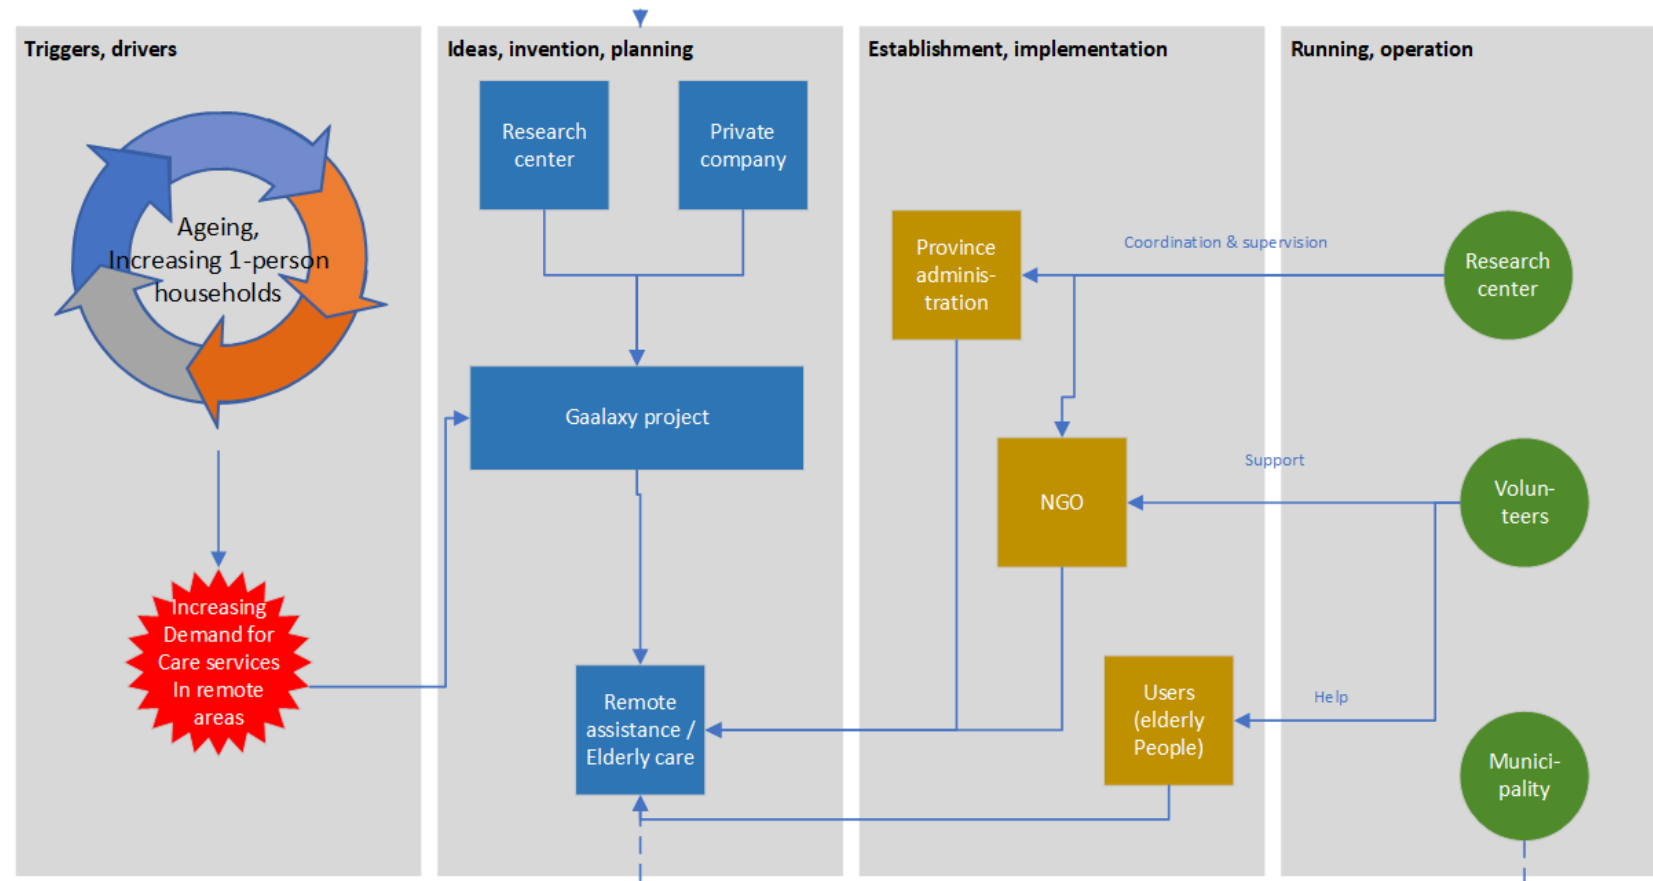 Triggers, drivers
Ageing,
Increasing 1-person
households
Increasing
Demand for
Care services
In remote
areas
Ideas, invention, planning
Research
center
Private
company
Gaalaxy project
Remote
assistance /
Elderly care
Establishment, implementation
Province
adminis-
tration
NGO
Users
(elderly
People)
Running, operation
Coordination & supervision
Research
center
Support
Volun-
teers
Help
Munici-
pality